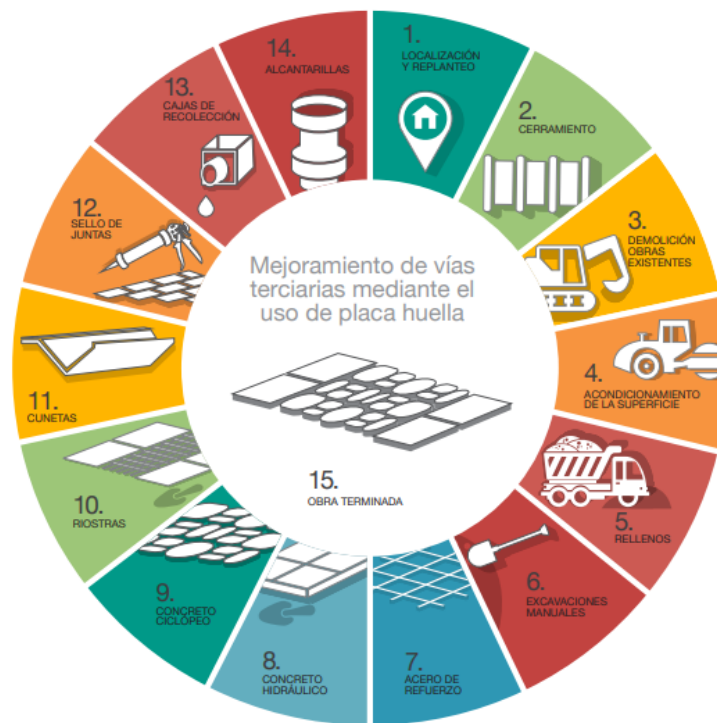 1.
LOCALIZACIÓN
Y REPLANTEO
2.
CERRAMIENTO
3.
DEMOLICIÓN
OBRAS
EXISTENTES
4.
ACONDICIONAMIENTO
DE LA SUPERFICIE
5.
RELLENOS
6.
EXCAVACIONES
MANUALES
7.
ACERO DE
REFUERZO
8.
CONCRETO
HIDRÁULICO
9.
CONCRETO
CICLÓPEO
10.
RIOSTRAS
11.
CUNETAS
12.
SELLO DE
JUNTAS
13.
CAJAS DE
RECOLECCIÓN
14.
ALCANTARILLAS
Mejoramiento de vías
terciarias mediante el
uso de placa huella
15.
OBRA TERMINADA